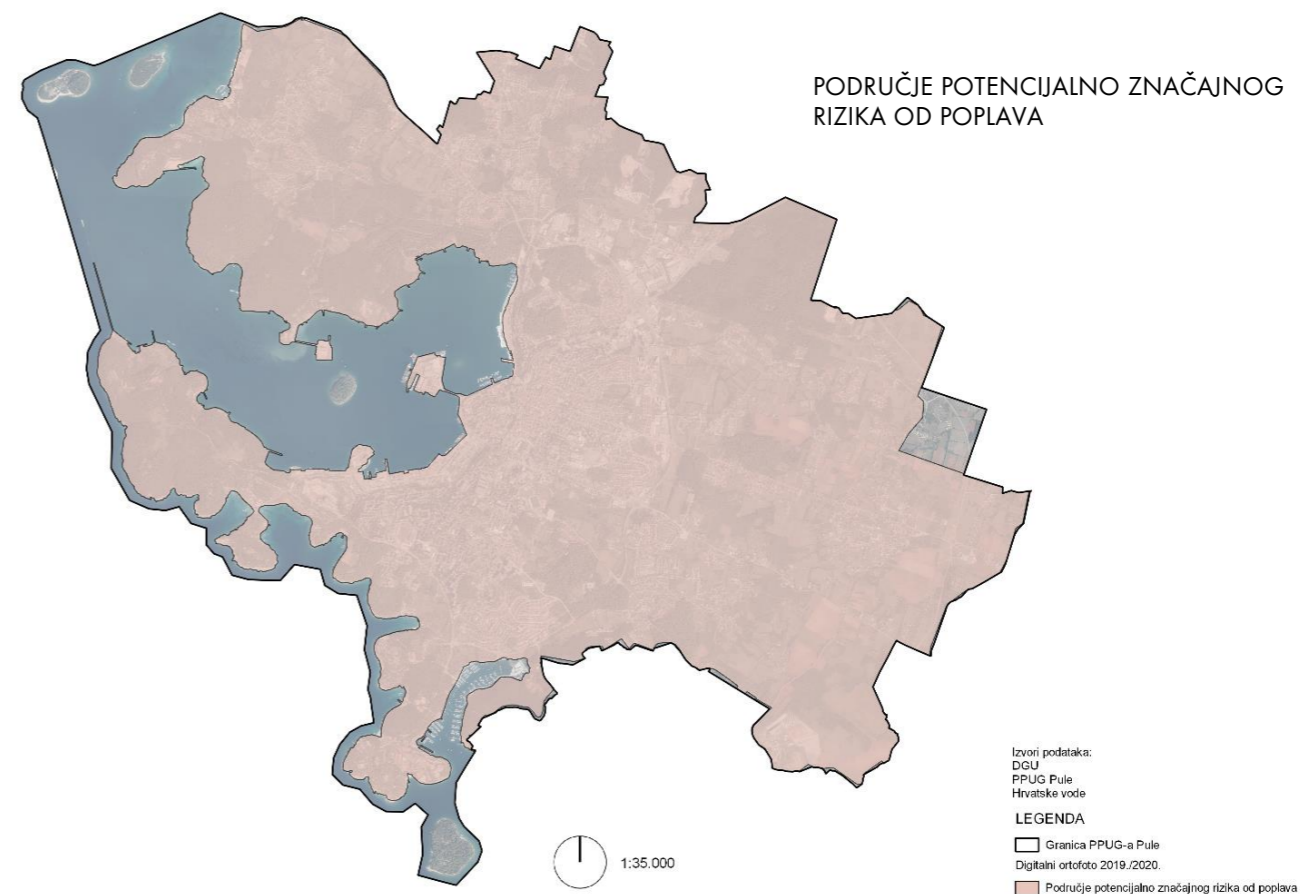 PODRUČJE POTENCIJALNO ZNAČAJNOG
RIZIKA OD POPLAVA
Izvori podataka:
DGU
PPUG Pule
Hrvatske vode
LEGENDA
Granica PPUG-a Pule
Digitalni ortofoto 2019./2020.
Područje potencijalno značajnog rizika od poplava
1:35.000